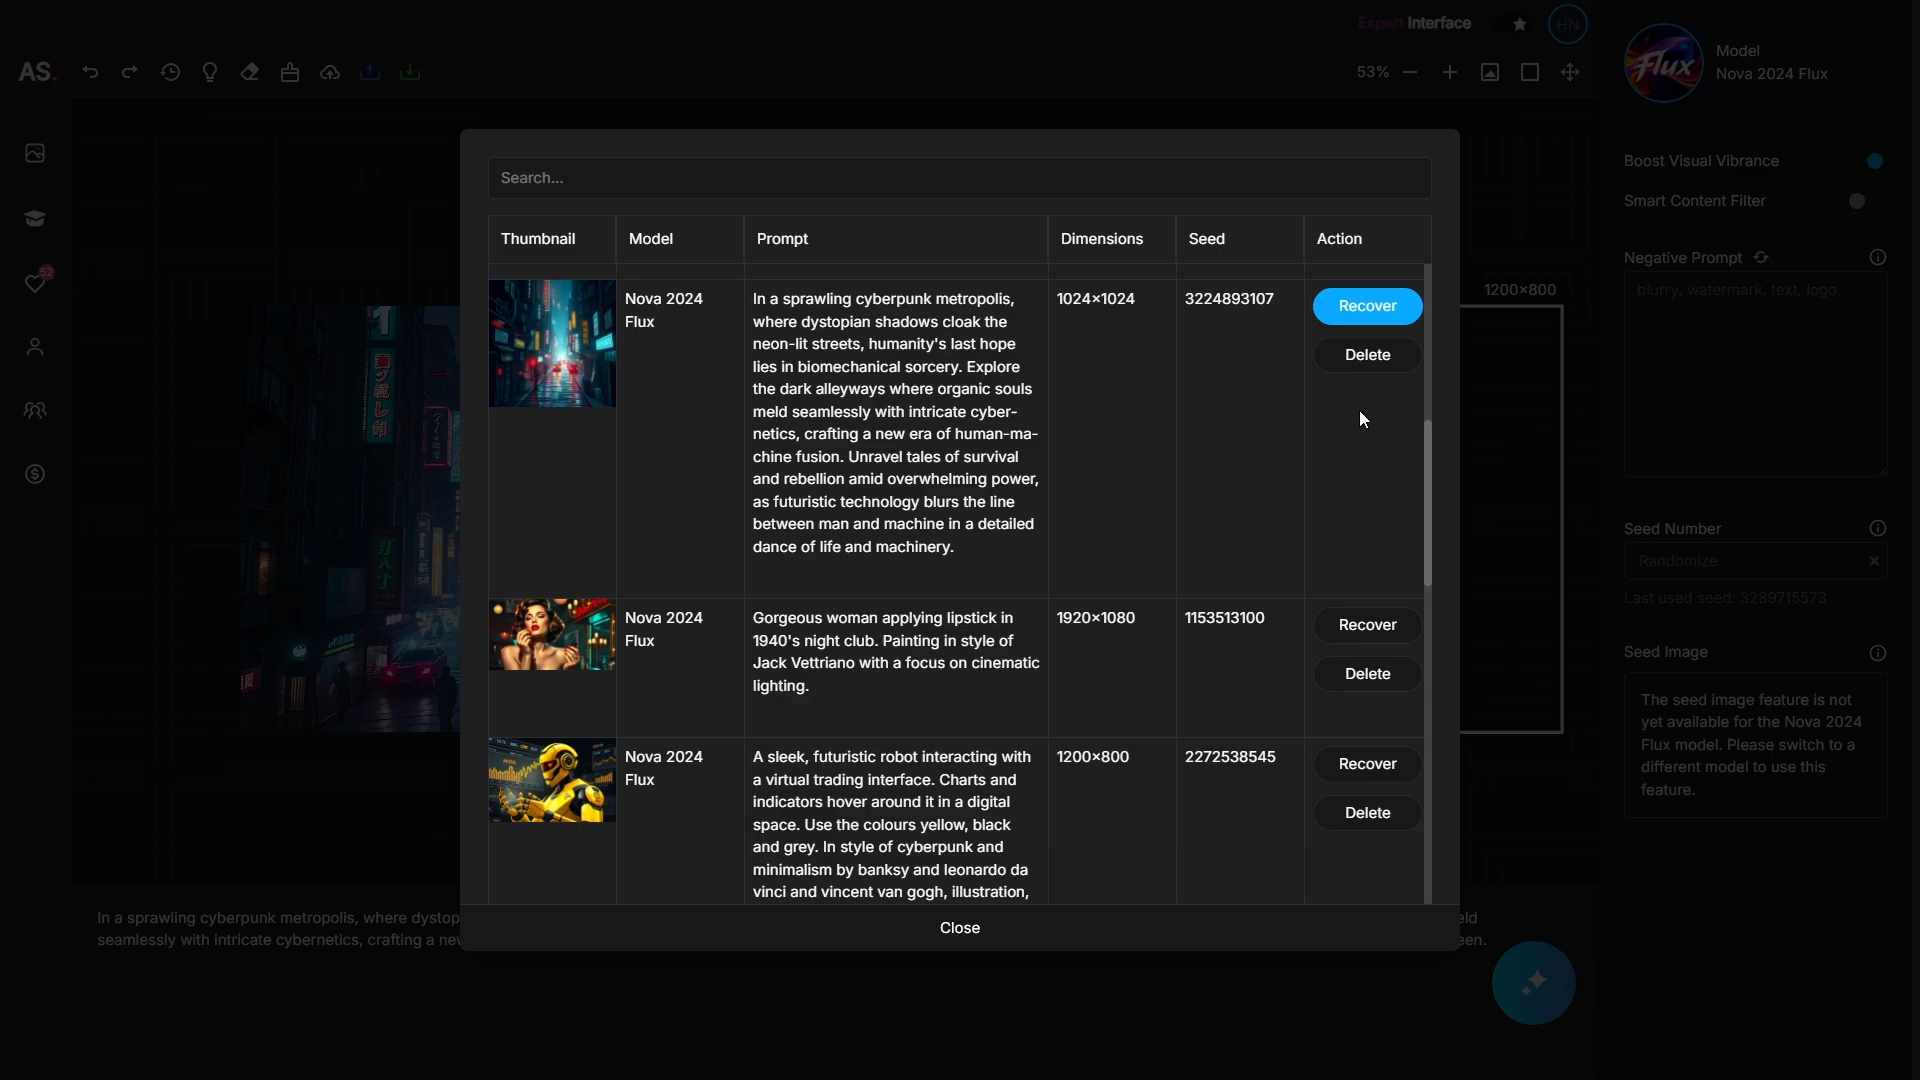 Expert Interface
HN
AS.
53%
Flux
Model
Nova 2024 Flux
Search...
Thumbnail
Model
Prompt
Dimensions
Seed
Action
Nova 2024
Flux
In a sprawling cyberpunk metropolis,
where dystopian shadows cloak the
neon-lit streets, humanity's last hope
lies in biomechanical sorcery. Explore
the dark alleyways where organic souls
meld seamlessly with intricate cyber-
netics, crafting a new era of human-ma-
chine fusion. Unravel tales of survival
and rebellion amid overwhelming power,
as futuristic technology blurs the line
between man and machine in a detailed
dance of life and machinery.
1024×1024
3224893107
Recover
Delete
Nova 2024
Flux
Gorgeous woman applying lipstick in
1940's night club. Painting in style of
Jack Vettriano with a focus on cinematic
lighting.
1920×1080
1153513100
Recover
Delete
Nova 2024
Flux
A sleek, futuristic robot interacting with
a virtual trading interface. Charts and
indicators hover around it in a digital
space. Use the colours yellow, black
and grey. In style of cyberpunk and
minimalism by banksy and leonardo da
vinci and vincent van gogh, illustration,
1200×800
2272538545
Recover
Delete
Close
52
1200×800
In a sprawling cyberpunk metropolis, where dystop
seamlessly with intricate cybernetics, crafting a ne
eld
een.
Boost Visual Vibrance
Smart Content Filter
Negative Prompt
blurry, watermark, text, logo
Seed Number
Randomize
Last used seed: 3289715573
Seed Image
The seed image feature is not
yet available for the Nova 2024
Flux model. Please switch to a
different model to use this
feature.